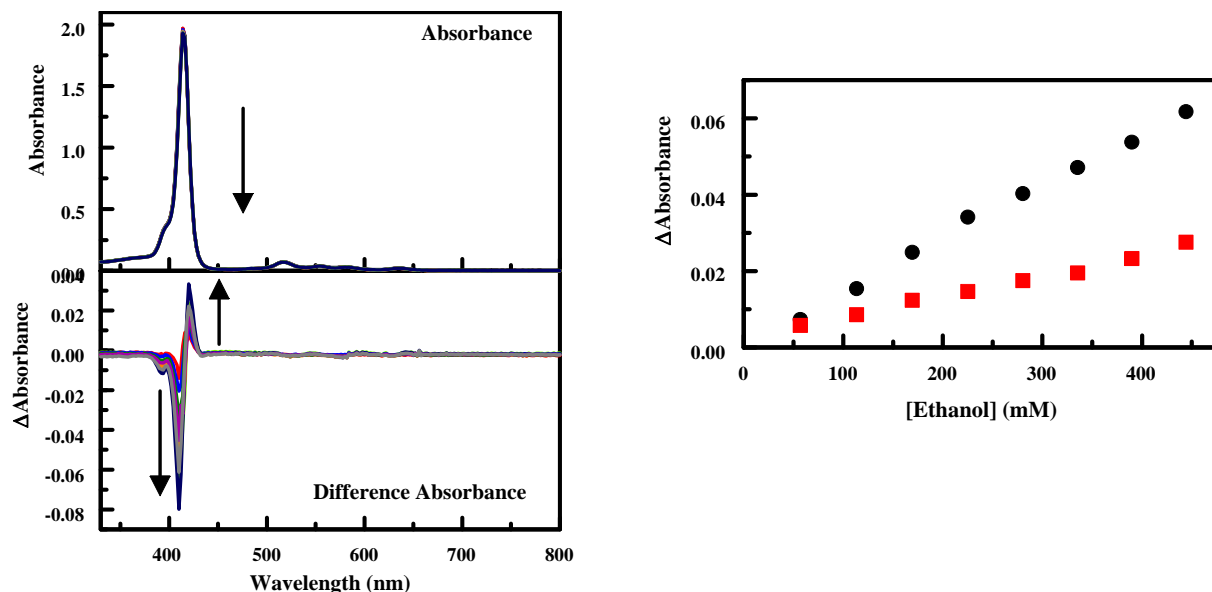 Absorbance
Absorbance
2.0
1.5
1.0
0.5
0.0
0.04
0.02
0.00
-0.02
-0.04
-0.06
-0.08
ΔAbsorbance
Difference Absorbance
400 500 600 700 800
Wavelength (nm)
ΔAbsorbance
0.06
0.04
0.02
0.00
0 100 200 300 400
[Ethanol] (mM)